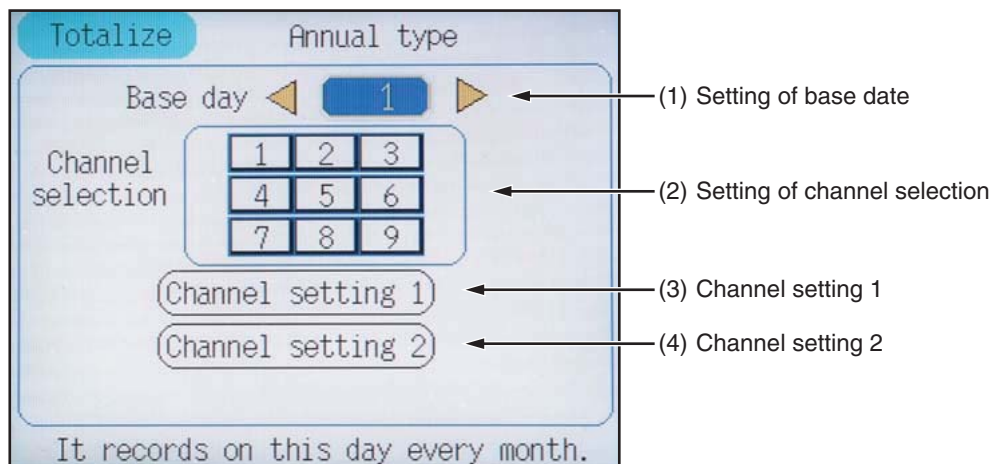 Totalize Annual type
Base day 1
(1) Setting of base date
Channel selection
1 2 3
4 5 6
7 8 9
(2) Setting of channel selection
Channel setting 1
(3) Channel setting 1
Channel setting 2
(4) Channel setting 2
It records on this day every month.